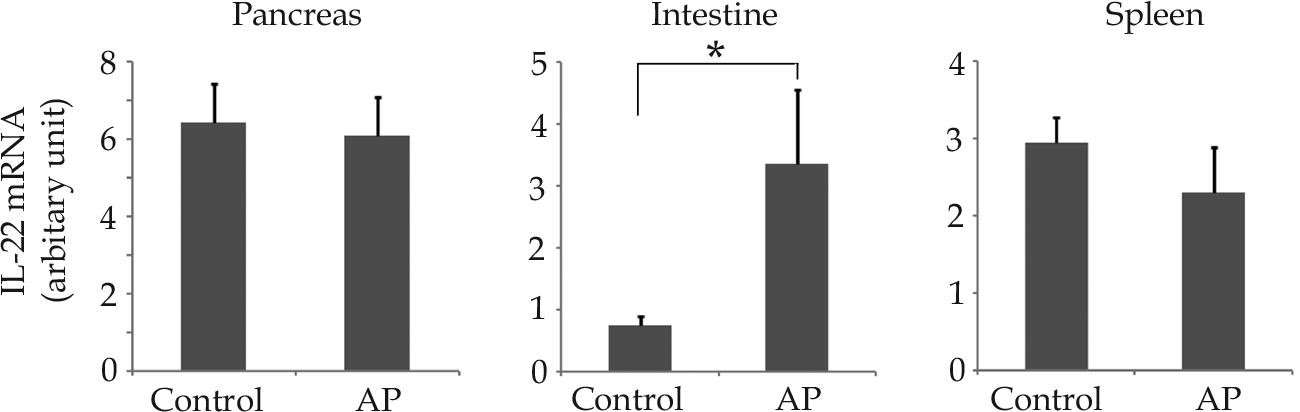 Pancreas
Intestine
Spleen
IL-22 mRNA
(arbitary unit)
8
6
4
2
0
Control AP
5
4
3
2
1
0
*
Control AP
4
3
2
1
0
Control AP